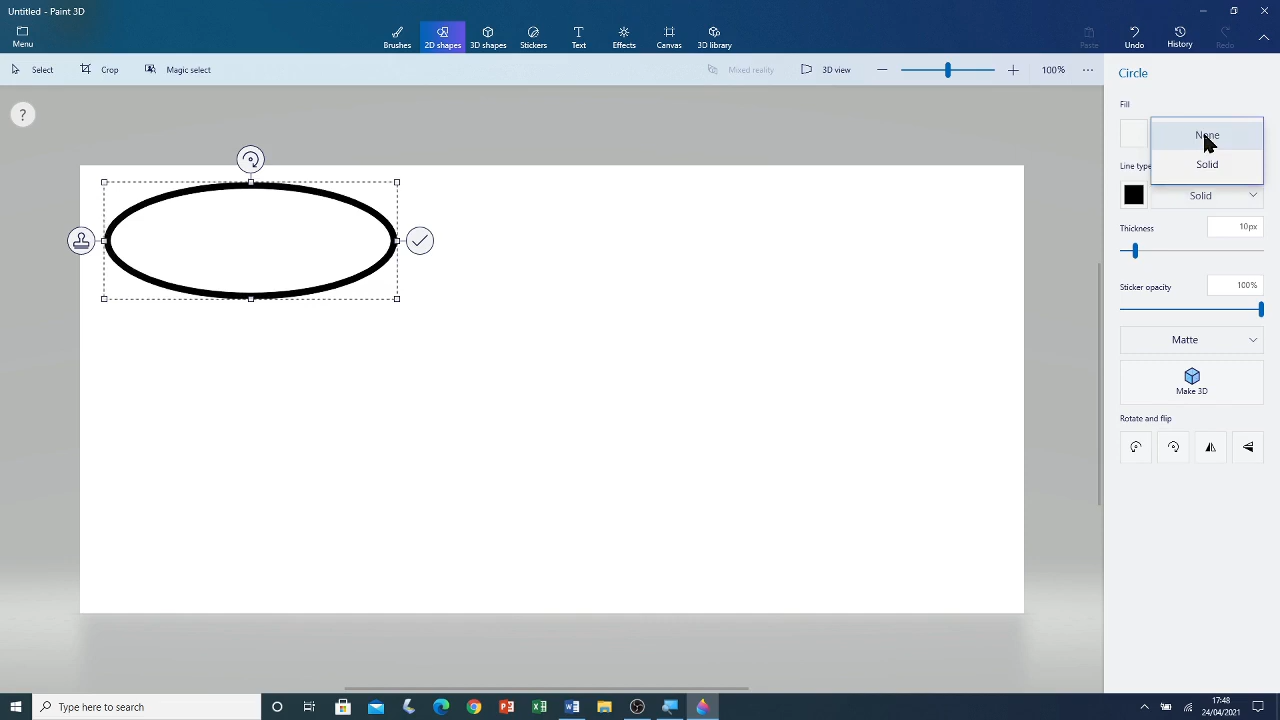 Untitled - Paint 3D
Menu
Brushes
2D shapes
3D shapes
Stickers
Text
Effects
Canvas
3D library
Paste
Undo
History
Redo
Select
Crop
Magic select
Mixed reality
3D view
100%
?
Circle
Fill
None
Solid
Line type
Solid
Thickness
10px
Sticker opacity
100%
Matte
Make 3D
Rotate and flip
Type here to search
17:48
24/04/2021